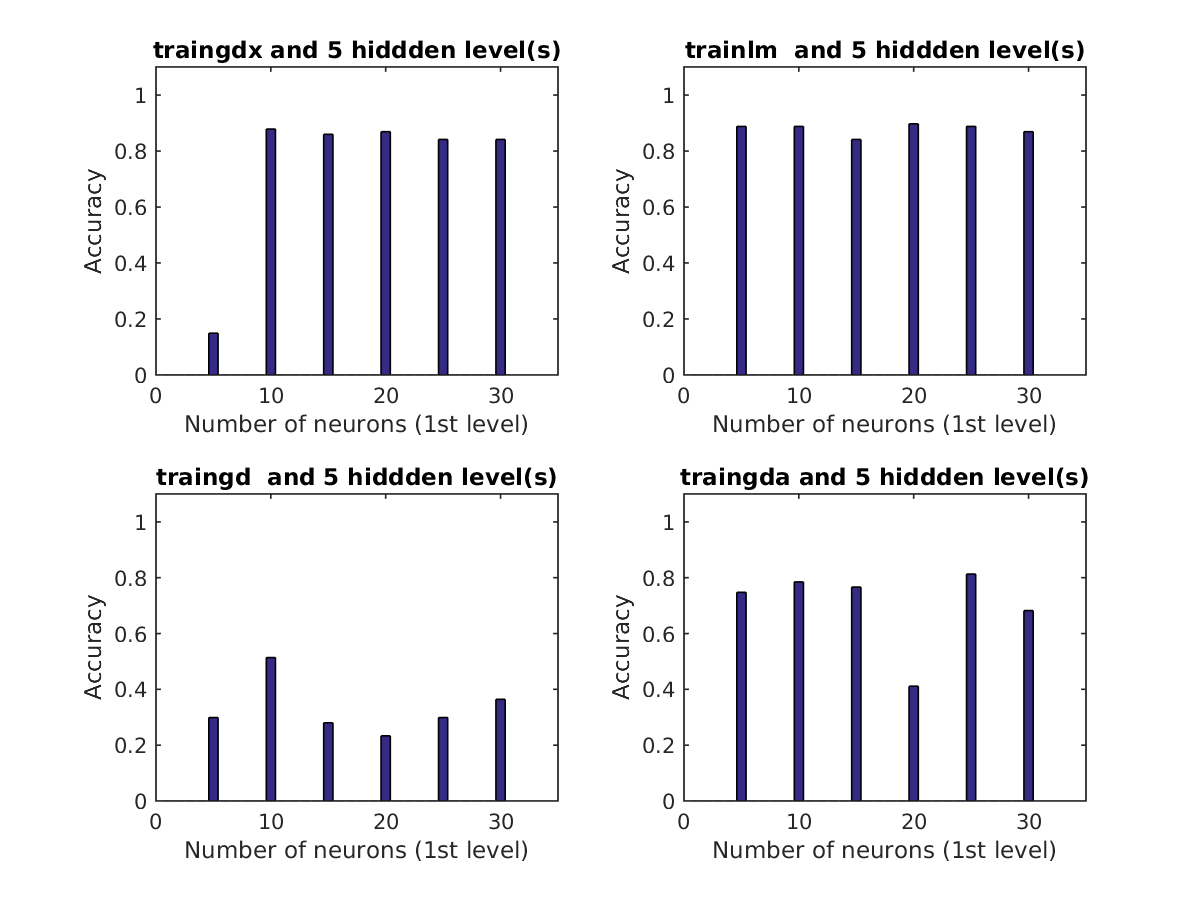 traingdx and 5 hiddden level(s)
1
0.8
0.6
0.4
0.2
0
Accuracy
0 10 20 30
Number of neurons (1st level)
trainlm  and 5 hiddden level(s)
1
0.8
0.6
0.4
0.2
0
Accuracy
0 10 20 30
Number of neurons (1st level)
traingd  and 5 hiddden level(s)
1
0.8
0.6
0.4
0.2
0
Accuracy
0 10 20 30
Number of neurons (1st level)
traingda and 5 hiddden level(s)
1
0.8
0.6
0.4
0.2
0
Accuracy
0 10 20 30
Number of neurons (1st level)